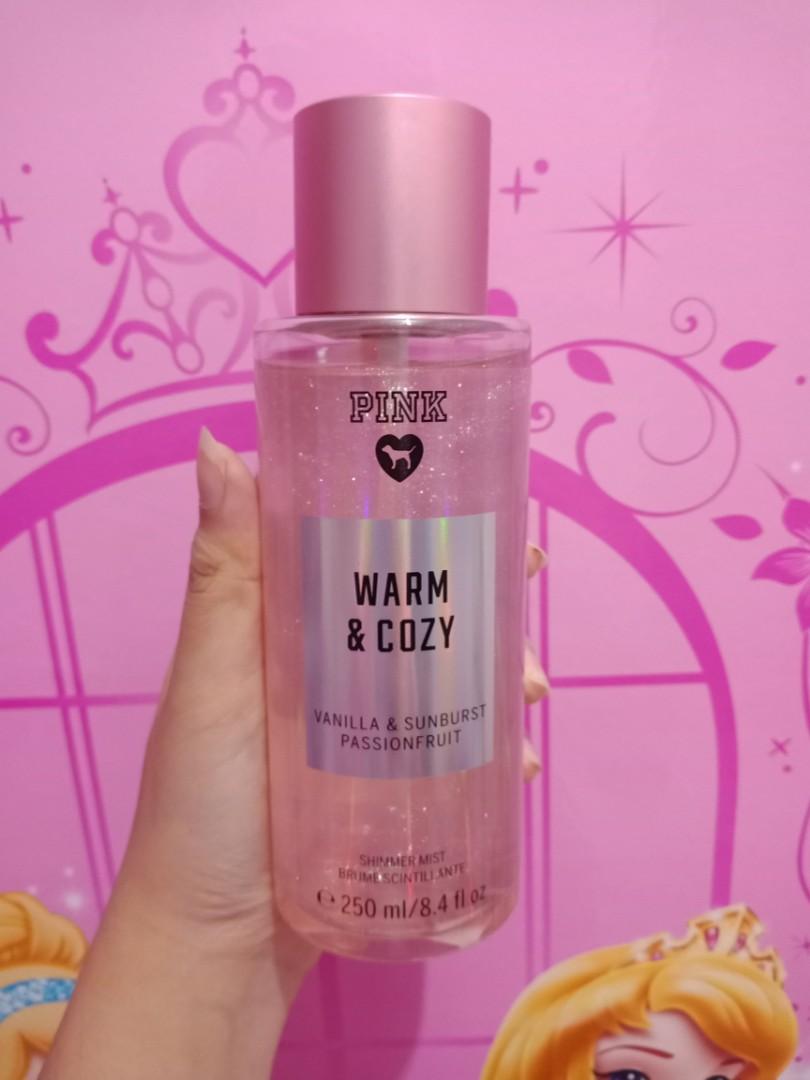 PINK
WARM
& COZY
VANILLA & SUNBURST
PASSIONFRUIT
SHIMMER MIST
BRUME SCINTILLANTE
℮ 250 ml/8.4 fl oz